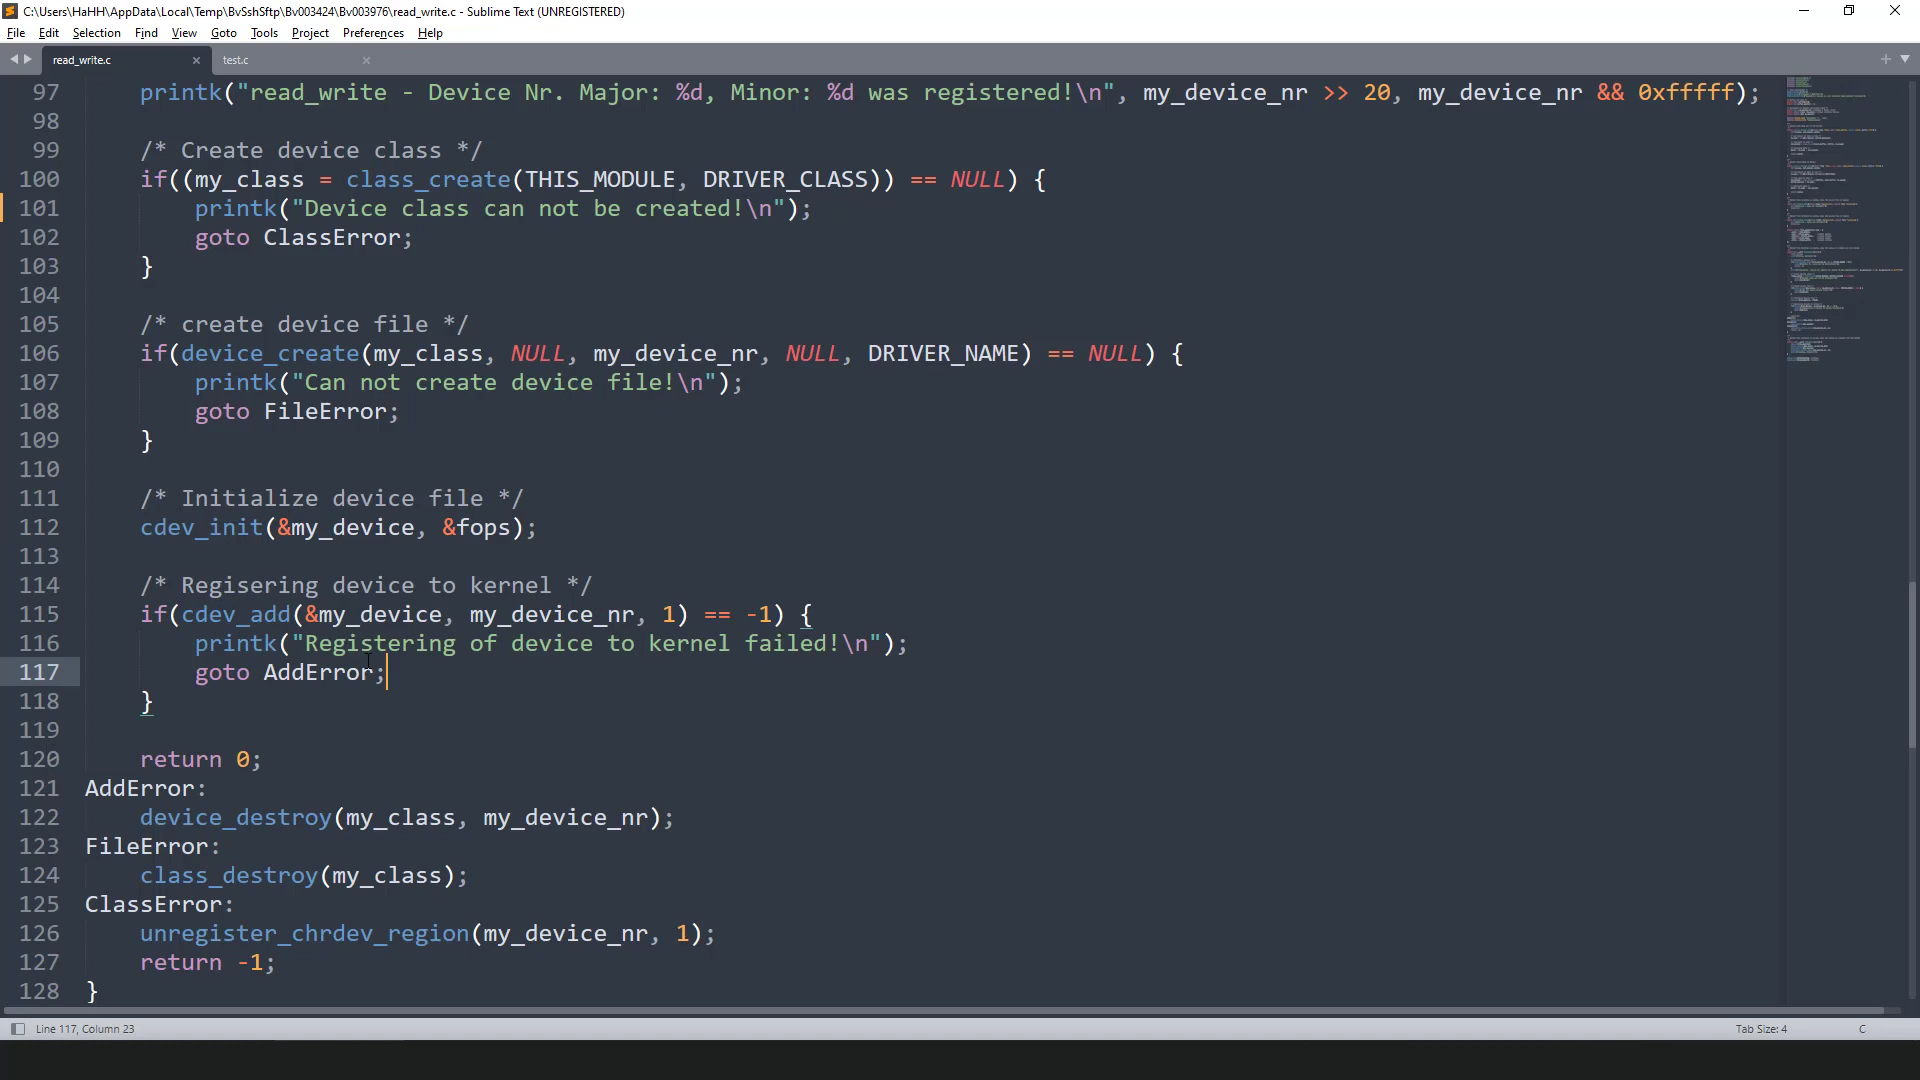 C:\Users\HaHH\AppData\Local\Temp\BvSshSftp\Bv003424\Bv003976\read_write.c - Sublime Text (UNREGISTERED)
File Edit Selection Find View Goto Tools Project Preferences Help
read_write.c test.c
97 printk("read_write - Device Nr. Major: %d, Minor: %d was registered!\n", my_device_nr >> 20, my_device_nr && 0xfffff);
98
99 /* Create device class */
100 if((my_class = class_create(THIS_MODULE, DRIVER_CLASS)) == NULL) {
101 printk("Device class can not be created!\n");
102 goto ClassError;
103 }
104
105 /* create device file */
106 if(device_create(my_class, NULL, my_device_nr, NULL, DRIVER_NAME) == NULL) {
107 printk("Can not create device file!\n");
108 goto FileError;
109 }
110
111 /* Initialize device file */
112 cdev_init(&my_device, &fops);
113
114 /* Regisering device to kernel */
115 if(cdev_add(&my_device, my_device_nr, 1) == -1) {
116 printk("Registering of device to kernel failed!\n");
117 goto AddError;
118 }
119
120 return 0;
121 AddError:
122 device_destroy(my_class, my_device_nr);
123 FileError:
124 class_destroy(my_class);
125 ClassError:
126 unregister_chrdev_region(my_device_nr, 1);
127 return -1;
128 }
Line 117, Column 23 Tab Size: 4 C